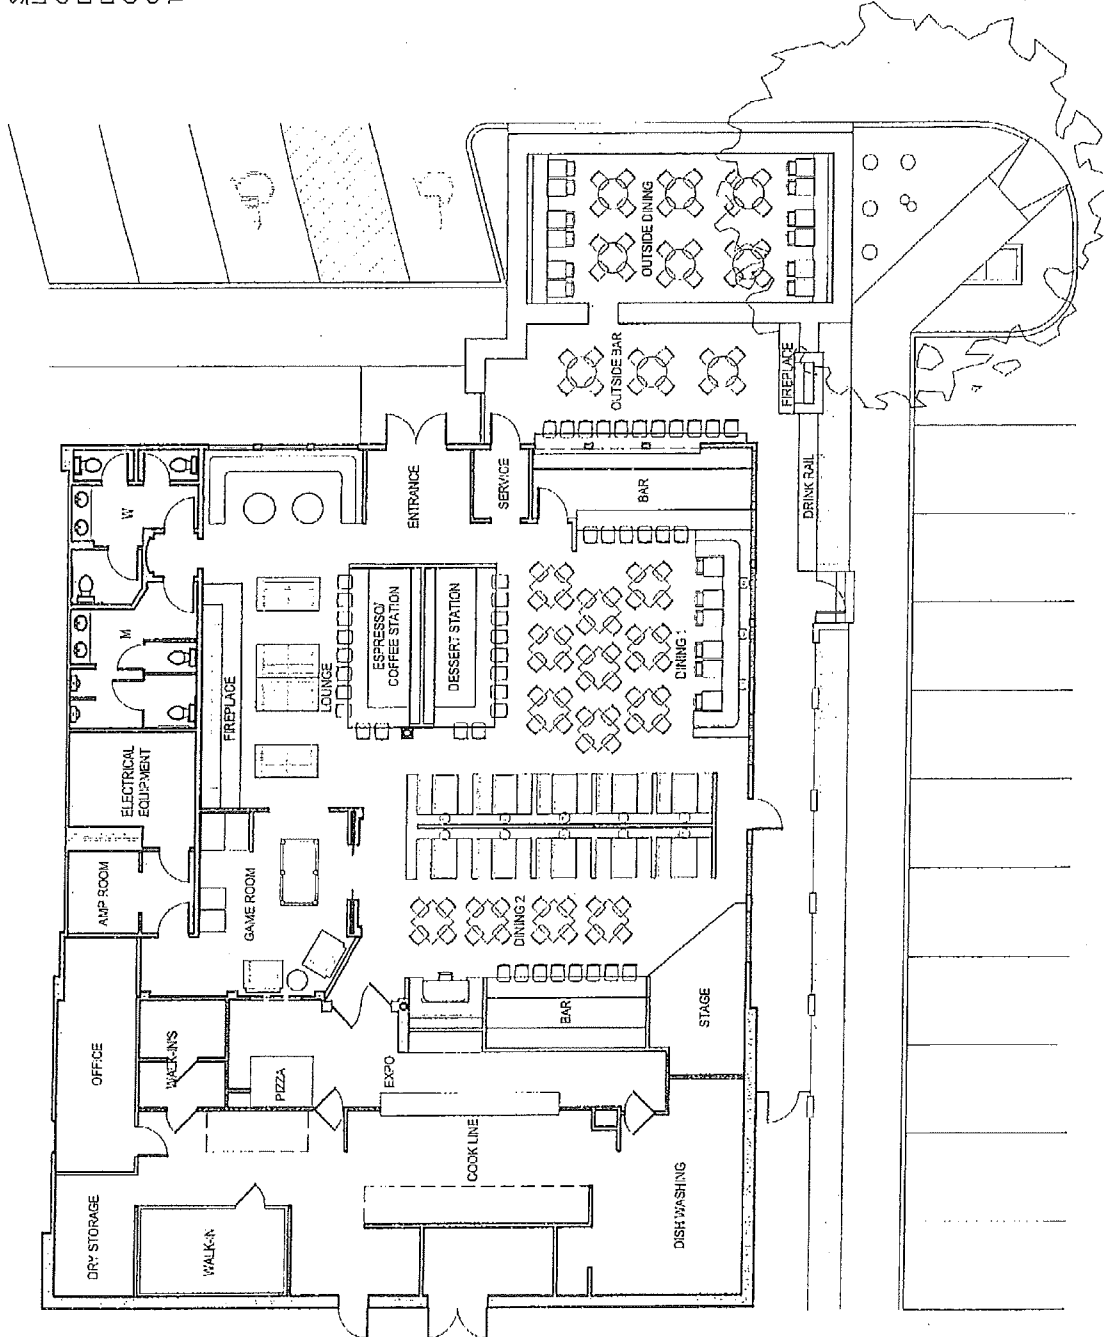 OUTSIDE DINING
OUTSIDE BAR
FIREPLACE
DRINK RAIL
ENTRANCE
SERVICE
BAR
W
M
ESPRESSO/
COFFEE STATION
DESSERT STATION
LOUNGE
FIREPLACE
DINING 1
ELECTRICAL
EQUIPMENT
AMP ROOM
GAME ROOM
DINING 2
OFFICE
WALK-IN'S
PIZZA
EXPO
BAR
STAGE
COOK LINE
DRY STORAGE
WALK-IN
DISH WASHING